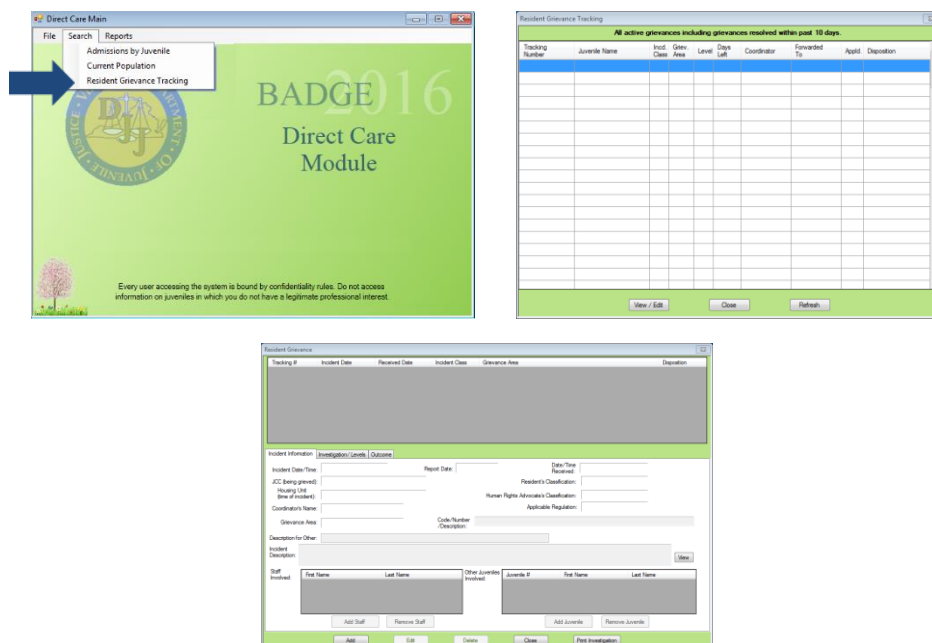 Direct Care Main
File Search Reports
Admissions by Juvenile
Current Population
Resident Grievance Tracking
BADGE 2016
Direct Care
Module
DJJ
Every user accessing the system is bound by confidentiality rules. Do not access
information on juveniles in which you do not have a legitimate professional interest.
Resident Grievance Tracking
All active grievances including grievances resolved within past 10 days.
Tracking Number Juvenile Name Incd. Class Griev. Area Level Days Left Coordinator Forwarded To Appld. Disposition
View / Edit Close Refresh
Resident Grievance
Tracking # Incident Date Received Date Incident Class Grievance Area Disposition
Incident Information Investigation/ Levels Outcome
Incident Date/Time: Report Date: Date/Time Received:
JCC (being grieved): Resident's Classification:
Housing Unit (time of incident): Human Rights Advocate's Classification:
Coordinator's Name: Applicable Regulation:
Grievance Area: Code/Number /Description:
Description for Other:
Incident Description: View
Staff Involved: First Name Last Name Other Juveniles Involved: Juvenile # First Name Last Name
Add Staff Remove Staff Add Juvenile Remove Juvenile
Add Edit Delete Close Print Investigation